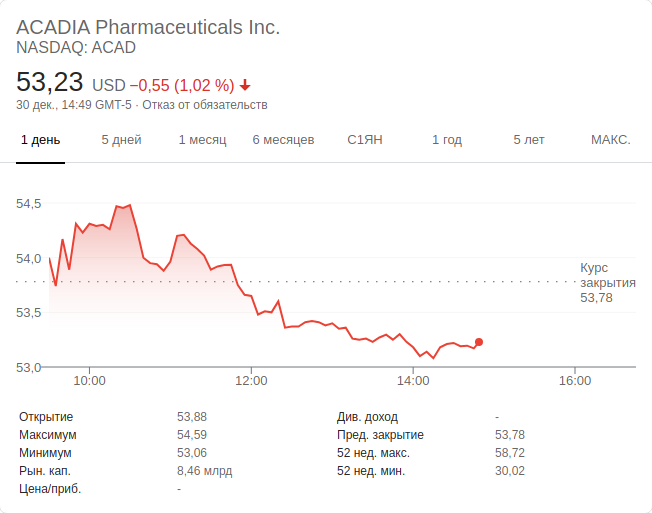 ACADIA Pharmaceuticals Inc.
NASDAQ: ACAD
53,23 USD −0,55 (1,02 %)
30 дек., 14:49 GMT-5 · Отказ от обязательств
1 день 5 дней 1 месяц 6 месяцев С1ЯН 1 год 5 лет МАКС.
54,5
54,0
Курс
закрытия
53,78
53,5
53,0
10:00 12:00 14:00 16:00
Открытие 53,88 Див. доход -
Максимум 54,59 Пред. закрытие 53,78
Минимум 53,06 52 нед. макс. 58,72
Рын. кап. 8,46 млрд 52 нед. мин. 30,02
Цена/приб. -